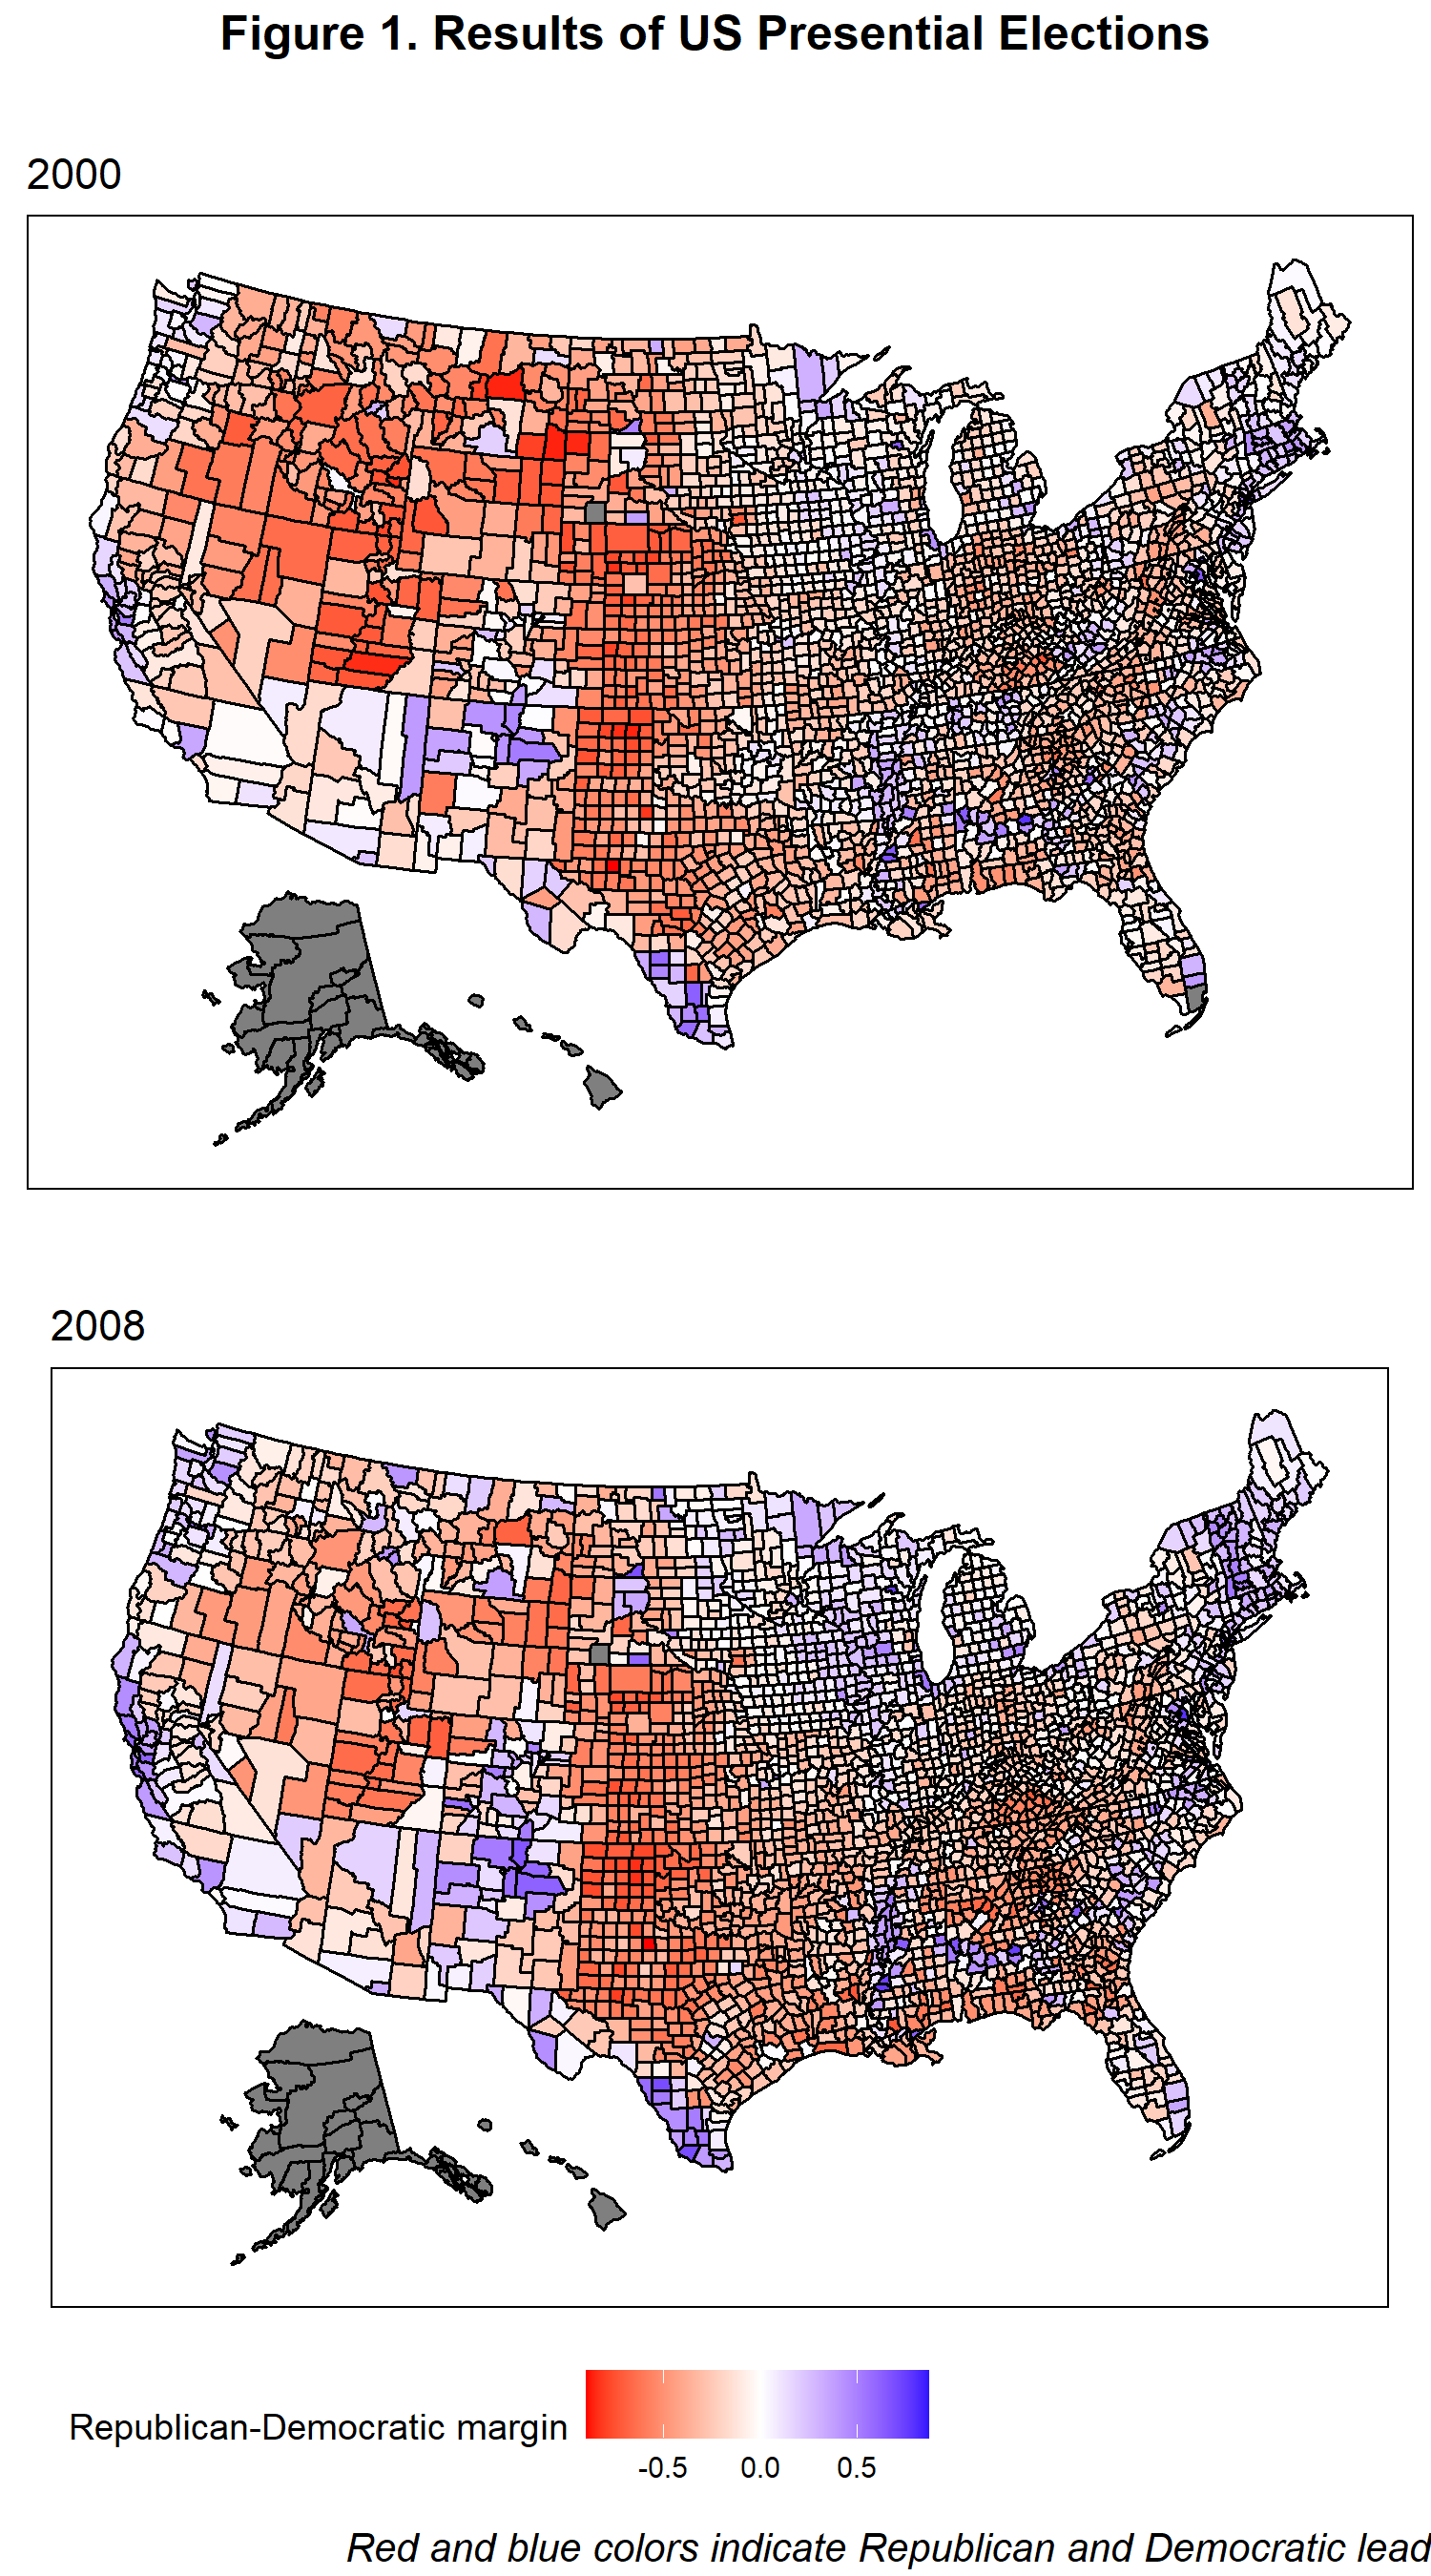 Figure 1. Results of US Presential Elections
2000
2008
Republican-Democratic margin
-0.5 0.0 0.5
Red and blue colors indicate Republican and Democratic lead